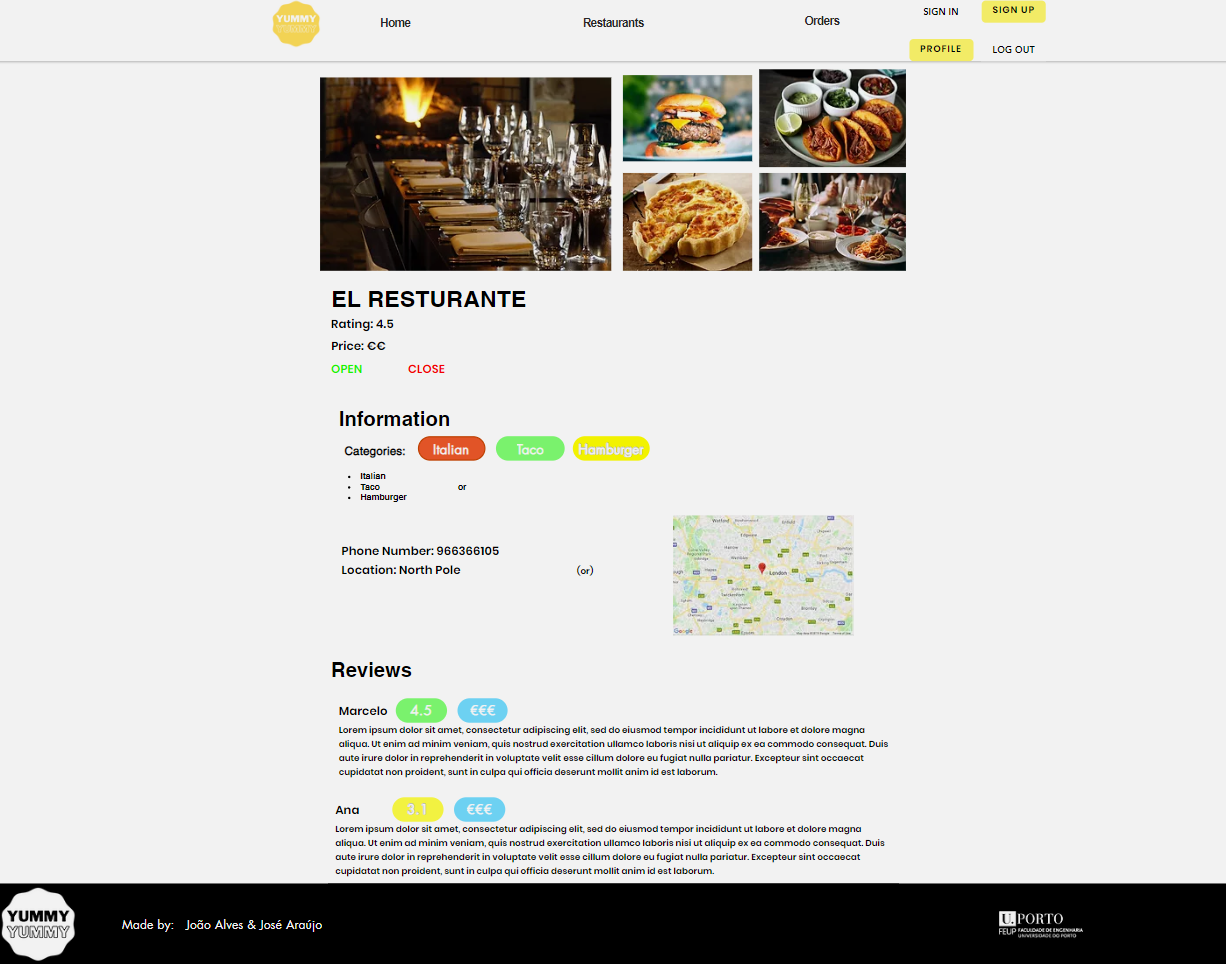 YUMMY
YUMMY
Home
Restaurants
Orders
SIGN IN
SIGN UP
PROFILE
LOG OUT
EL RESTURANTE
Rating: 4.5
Price: €€
OPEN CLOSE
Information
Categories: Italian Taco Hamburger
• Italian
• Taco or
• Hamburger
Phone Number: 966366105
Location: North Pole (or)
London
Google
Reviews
Marcelo 4.5 €€€
Lorem ipsum dolor sit amet, consectetur adipiscing elit, sed do eiusmod tempor incididunt ut labore et dolore magna
aliqua. Ut enim ad minim veniam, quis nostrud exercitation ullamco laboris nisi ut aliquip ex ea commodo consequat. Duis
aute irure dolor in reprehenderit in voluptate velit esse cillum dolore eu fugiat nulla pariatur. Excepteur sint occaecat
cupidatat non proident, sunt in culpa qui officia deserunt mollit anim id est laborum.
Ana 3.1 €€€
Lorem ipsum dolor sit amet, consectetur adipiscing elit, sed do eiusmod tempor incididunt ut labore et dolore magna
aliqua. Ut enim ad minim veniam, quis nostrud exercitation ullamco laboris nisi ut aliquip ex ea commodo consequat. Duis
aute irure dolor in reprehenderit in voluptate velit esse cillum dolore eu fugiat nulla pariatur. Excepteur sint occaecat
cupidatat non proident, sunt in culpa qui officia deserunt mollit anim id est laborum.
YUMMY
YUMMY
Made by: João Alves & José Araújo
U. PORTO
FEUP FACULDADE DE ENGENHARIA
UNIVERSIDADE DO PORTO